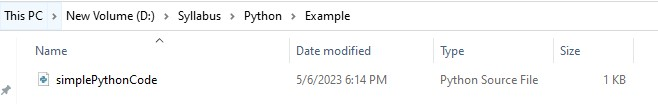 This PC > New Volume (D:) > Syllabus > Python > Example
Name Date modified Type Size
simplePythonCode 5/6/2023 6:14 PM Python Source File 1 KB